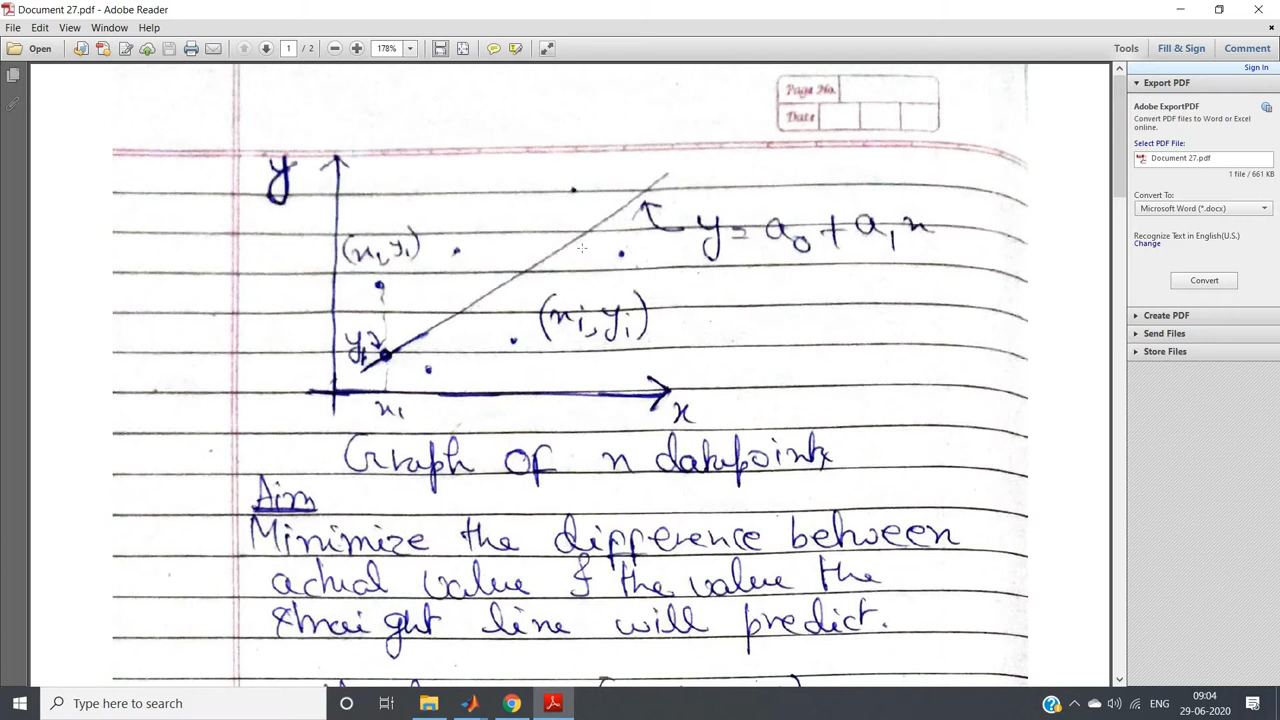 Document 27.pdf - Adobe Reader
File Edit View Window Help
Open 1 / 2 178% Tools Fill & Sign Comment
Sign In
Export PDF
Adobe ExportPDF
Convert PDF files to Word or Excel
online.
Select PDF File:
Document 27.pdf
1 file / 661 KB
Convert To:
Microsoft Word (*.docx)
Recognize Text in English(U.S.)
Change
Convert
Create PDF
Send Files
Store Files
Page No.
Date
y
y = a₀ + a₁x
(x₁, y₁)
(xi, yi)
x₁
x
Graph of n datapoints
Aim
Minimize the difference between
actual value & the value the
straight line will predict.
Type here to search
ENG
09:04
29-06-2020